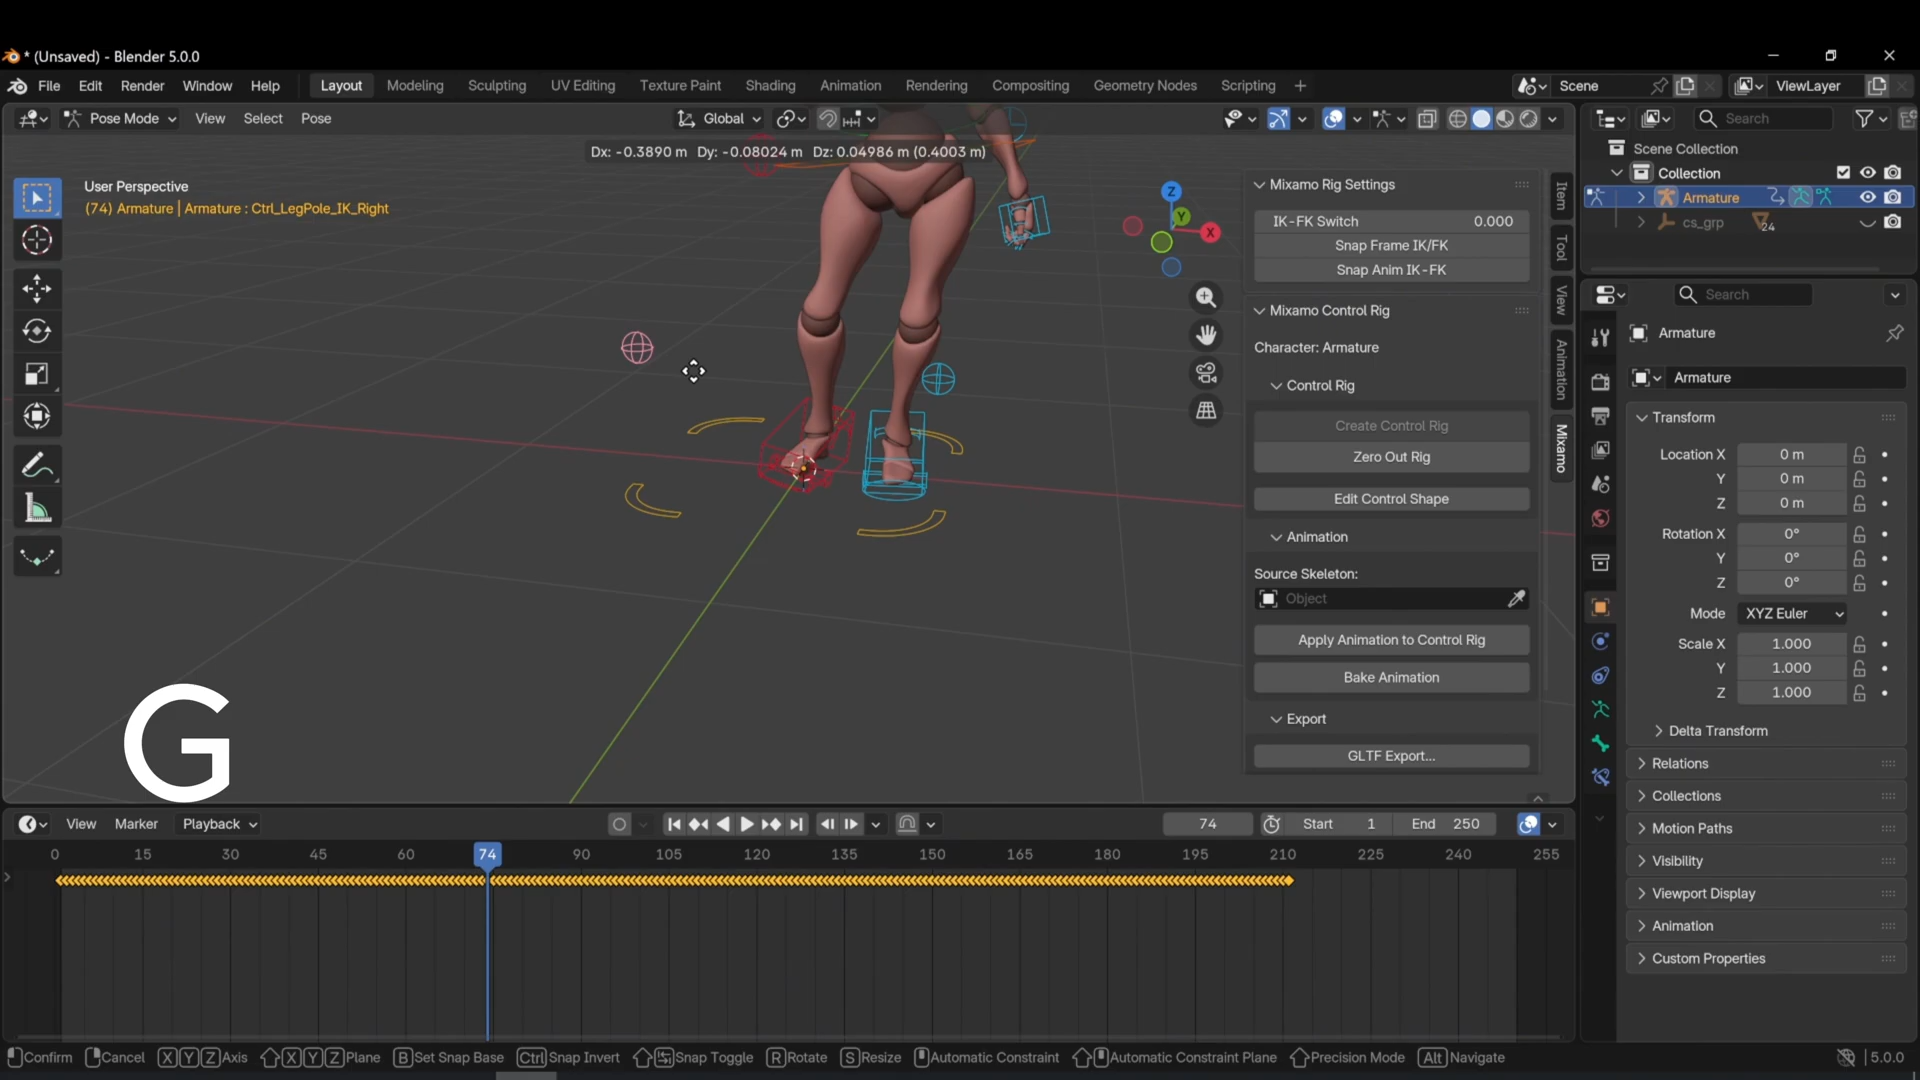 * (Unsaved) - Blender 5.0.0
File Edit Render Window Help Layout Modeling Sculpting UV Editing Texture Paint Shading Animation Rendering Compositing Geometry Nodes Scripting + Scene ViewLayer
Pose Mode View Select Pose Global Search
Dx: -0.3890 m Dy: -0.08024 m Dz: 0.04986 m (0.4003 m)
User Perspective
(74) Armature | Armature : Ctrl_LegPole_IK_Right
Z
Y
X
Mixamo Rig Settings
IK-FK Switch 0.000
Snap Frame IK/FK
Snap Anim IK-FK
Mixamo Control Rig
Character: Armature
Control Rig
Create Control Rig
Zero Out Rig
Edit Control Shape
Animation
Source Skeleton:
Object
Apply Animation to Control Rig
Bake Animation
Export
GLTF Export...
Item
Tool
View
Animation
Mixamo
Scene Collection
Collection
Armature
cs_grp 24
Search
Armature
Armature
Transform
Location X 0 m
Y 0 m
Z 0 m
Rotation X 0°
Y 0°
Z 0°
Mode XYZ Euler
Scale X 1.000
Y 1.000
Z 1.000
Delta Transform
Relations
Collections
Motion Paths
Visibility
Viewport Display
Animation
Custom Properties
G
View Marker Playback 74 Start 1 End 250
0 15 30 45 60 74 90 105 120 135 150 165 180 195 210 225 240 255
Confirm Cancel X Y Z Axis X Y Z Plane B Set Snap Base Ctrl Snap Invert Snap Toggle R Rotate S Resize Automatic Constraint Automatic Constraint Plane Precision Mode Alt Navigate 5.0.0